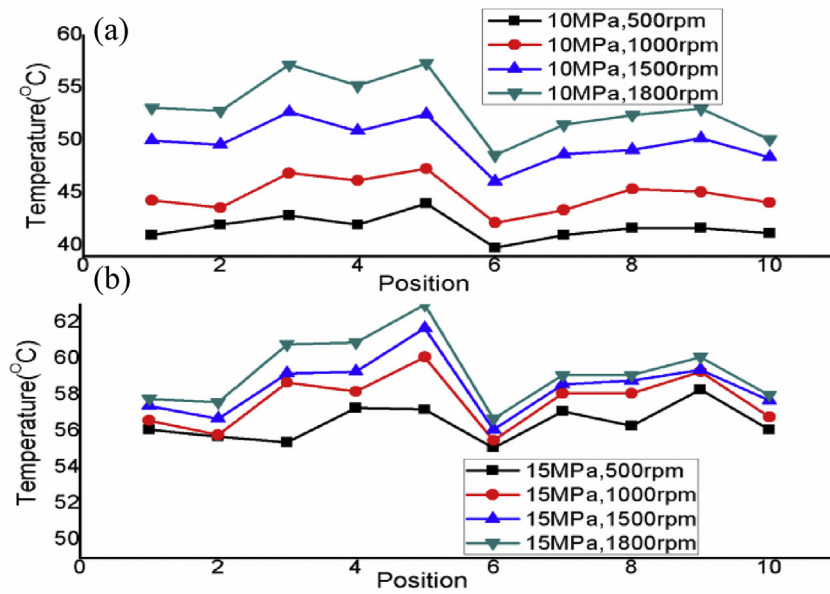 (a)
10MPa,500rpm
10MPa,1000rpm
10MPa,1500rpm
10MPa,1800rpm
60
55
50
45
40
Temperature(°C)
0 2 4 6 8 10
Position
(b)
62
60
58
56
54
52
50
Temperature(°C)
15MPa,500rpm
15MPa,1000rpm
15MPa,1500rpm
15MPa,1800rpm
0 2 4 6 8 10
Position